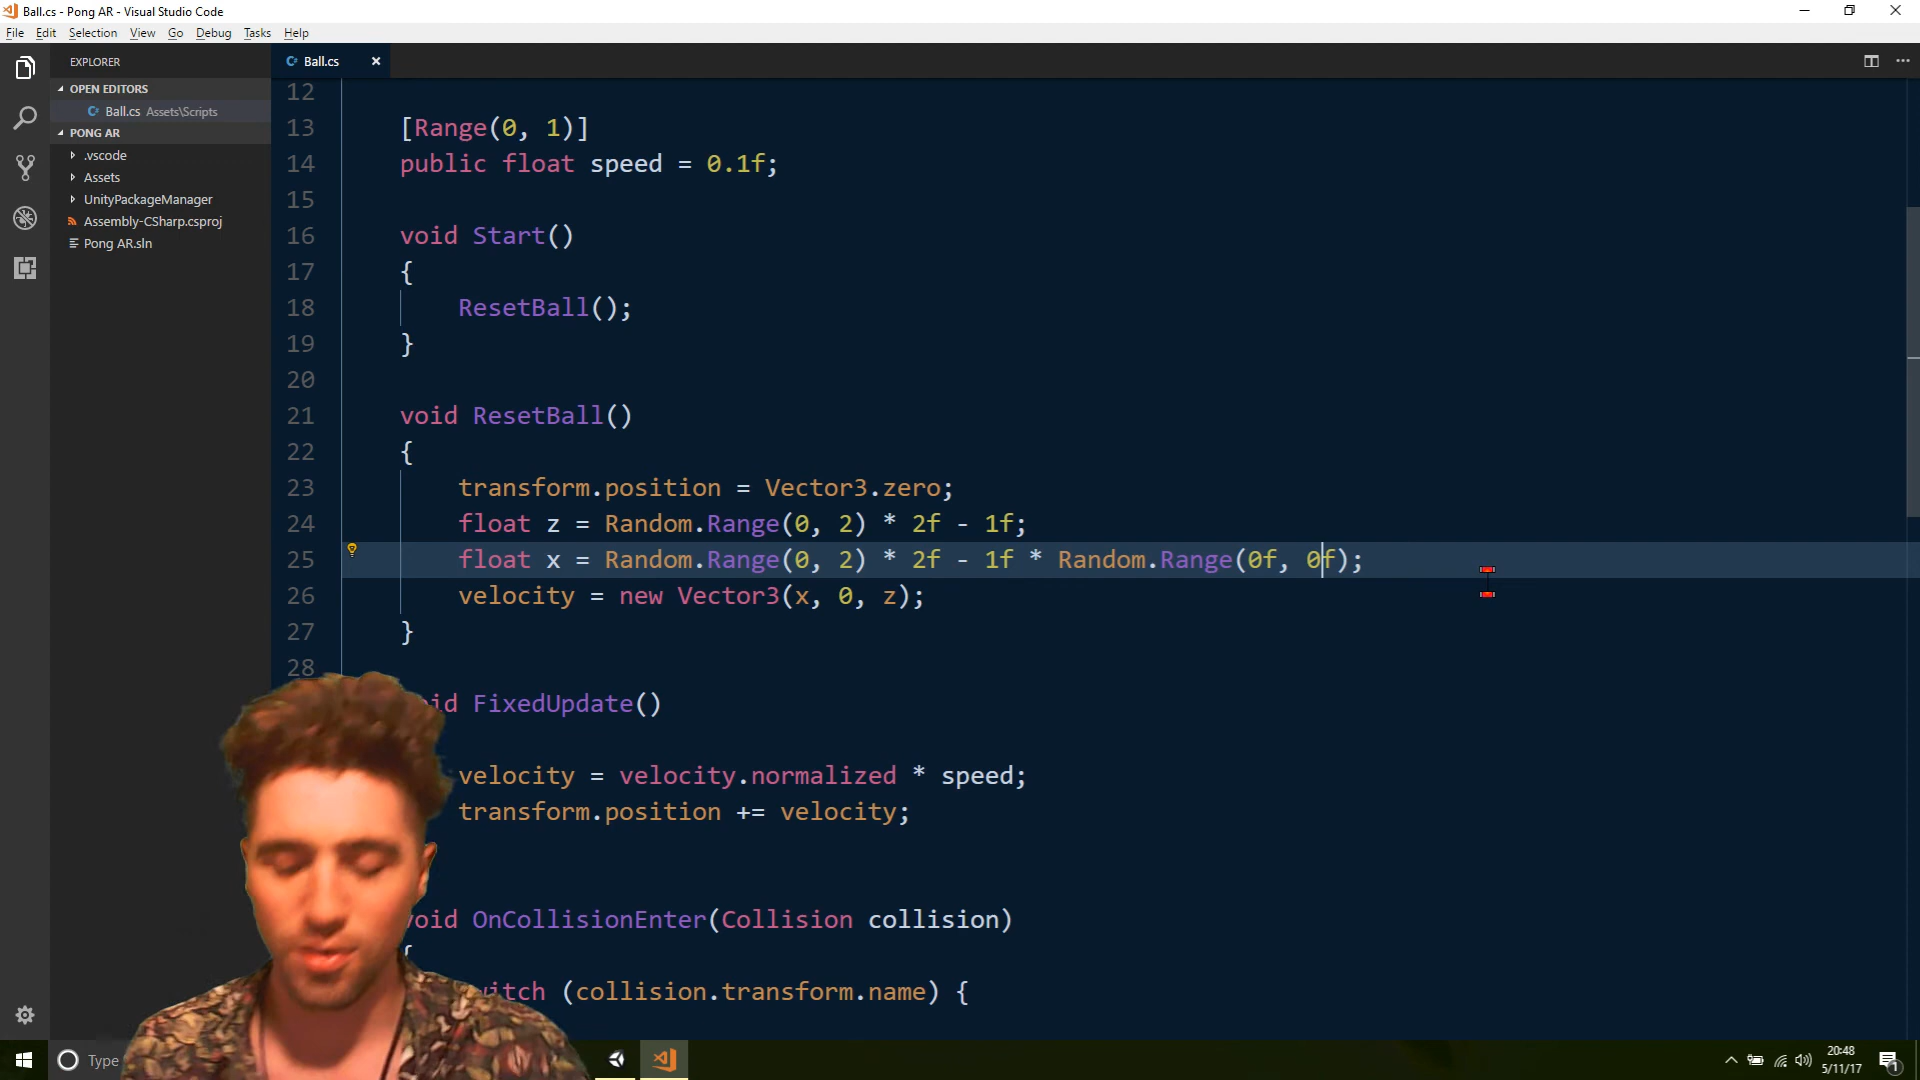 Ball.cs - Pong AR - Visual Studio Code
File Edit Selection View Go Debug Tasks Help
EXPLORER
OPEN EDITORS
Ball.cs Assets\Scripts
PONG AR
.vscode
Assets
UnityPackageManager
Assembly-CSharp.csproj
Pong AR.sln
C# Ball.cs ×
12
13 [Range(0, 1)]
14 public float speed = 0.1f;
15
16 void Start()
17 {
18 ResetBall();
19 }
20
21 void ResetBall()
22 {
23 transform.position = Vector3.zero;
24 float z = Random.Range(0, 2) * 2f - 1f;
25 float x = Random.Range(0, 2) * 2f - 1f * Random.Range(0f, 0f);
26 velocity = new Vector3(x, 0, z);
27 }
28
id FixedUpdate()
velocity = velocity.normalized * speed;
transform.position += velocity;
void OnCollisionEnter(Collision collision)
{
witch (collision.transform.name) {
Type
20:48
5/11/17
1